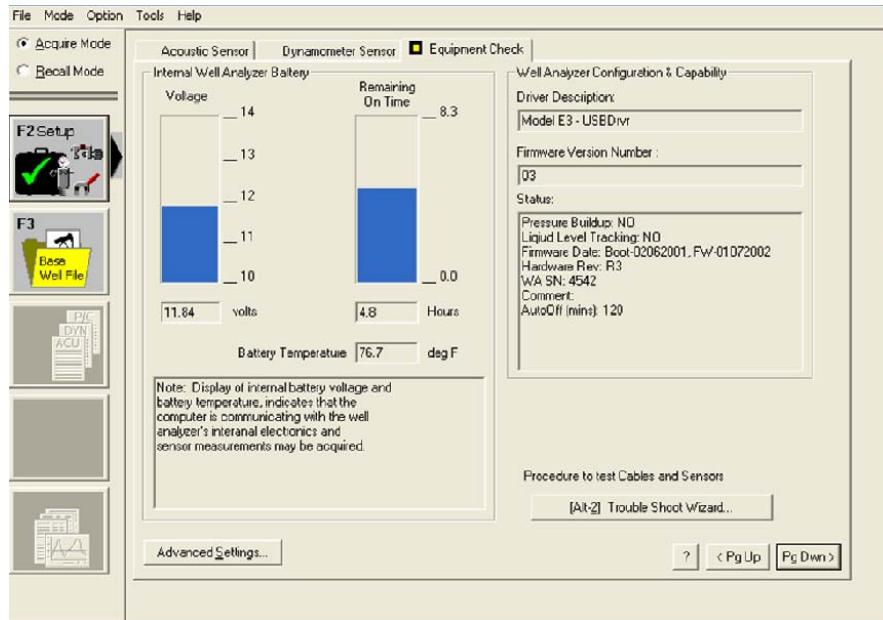 File Mode Option Tools Help
Acquire Mode
Recall Mode
F2 Setup
F3
Base
Well File
P/C
DYN
ACU
Acoustic Sensor
Dynamometer Sensor
Equipment Check
Internal Well Analyzer Battery
Voltage
Remaining
On Time
14
13
12
11
10
8.3
0.0
11.84 volts
4.8 Hours
Battery Temperature 76.7 deg F
Note: Display of internal battery voltage and
battery temperature, indicates that the
computer is communicating with the well
analyzer's interanal electionics and
sensor measurements may be acquired.
Advanced Settings...
Well Analyzer Configuration & Capability
Driver Description:
Model E3 - USBDrvr
Firmware Version Number :
03
Status:
Pressure Buildup: NO
Liqiud Level Tracking: NO
Firmware Date: Boot-02062001, FW-01072002
Hardware Rev: R3
WA SN: 4542
Comment:
AutoOff (mins): 120
Procedure to test Cables and Sensors
[Alt-2] Trouble Shoot Wizard...
? < Pg Up Pg Dwn >